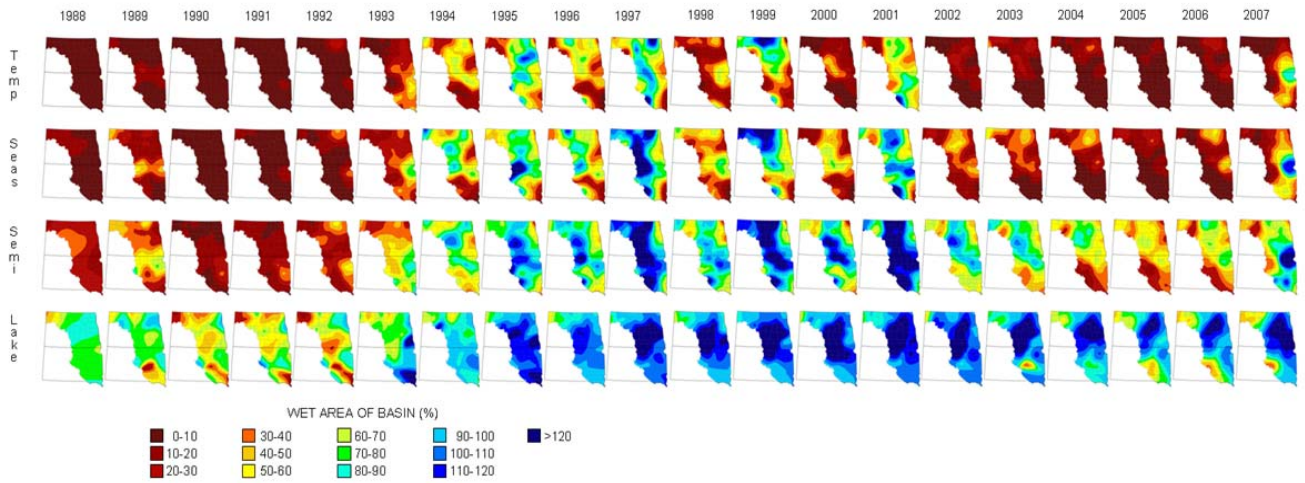 1988 1989 1990 1991 1992 1993 1994 1995 1996 1997 1998 1999 2000 2001 2002 2003 2004 2005 2006 2007
Temp
Seas
Semi
Lake
WET AREA OF BASIN (%)
0-10 30-40 60-70 90-100 >120
10-20 40-50 70-80 100-110
20-30 50-60 80-90 110-120